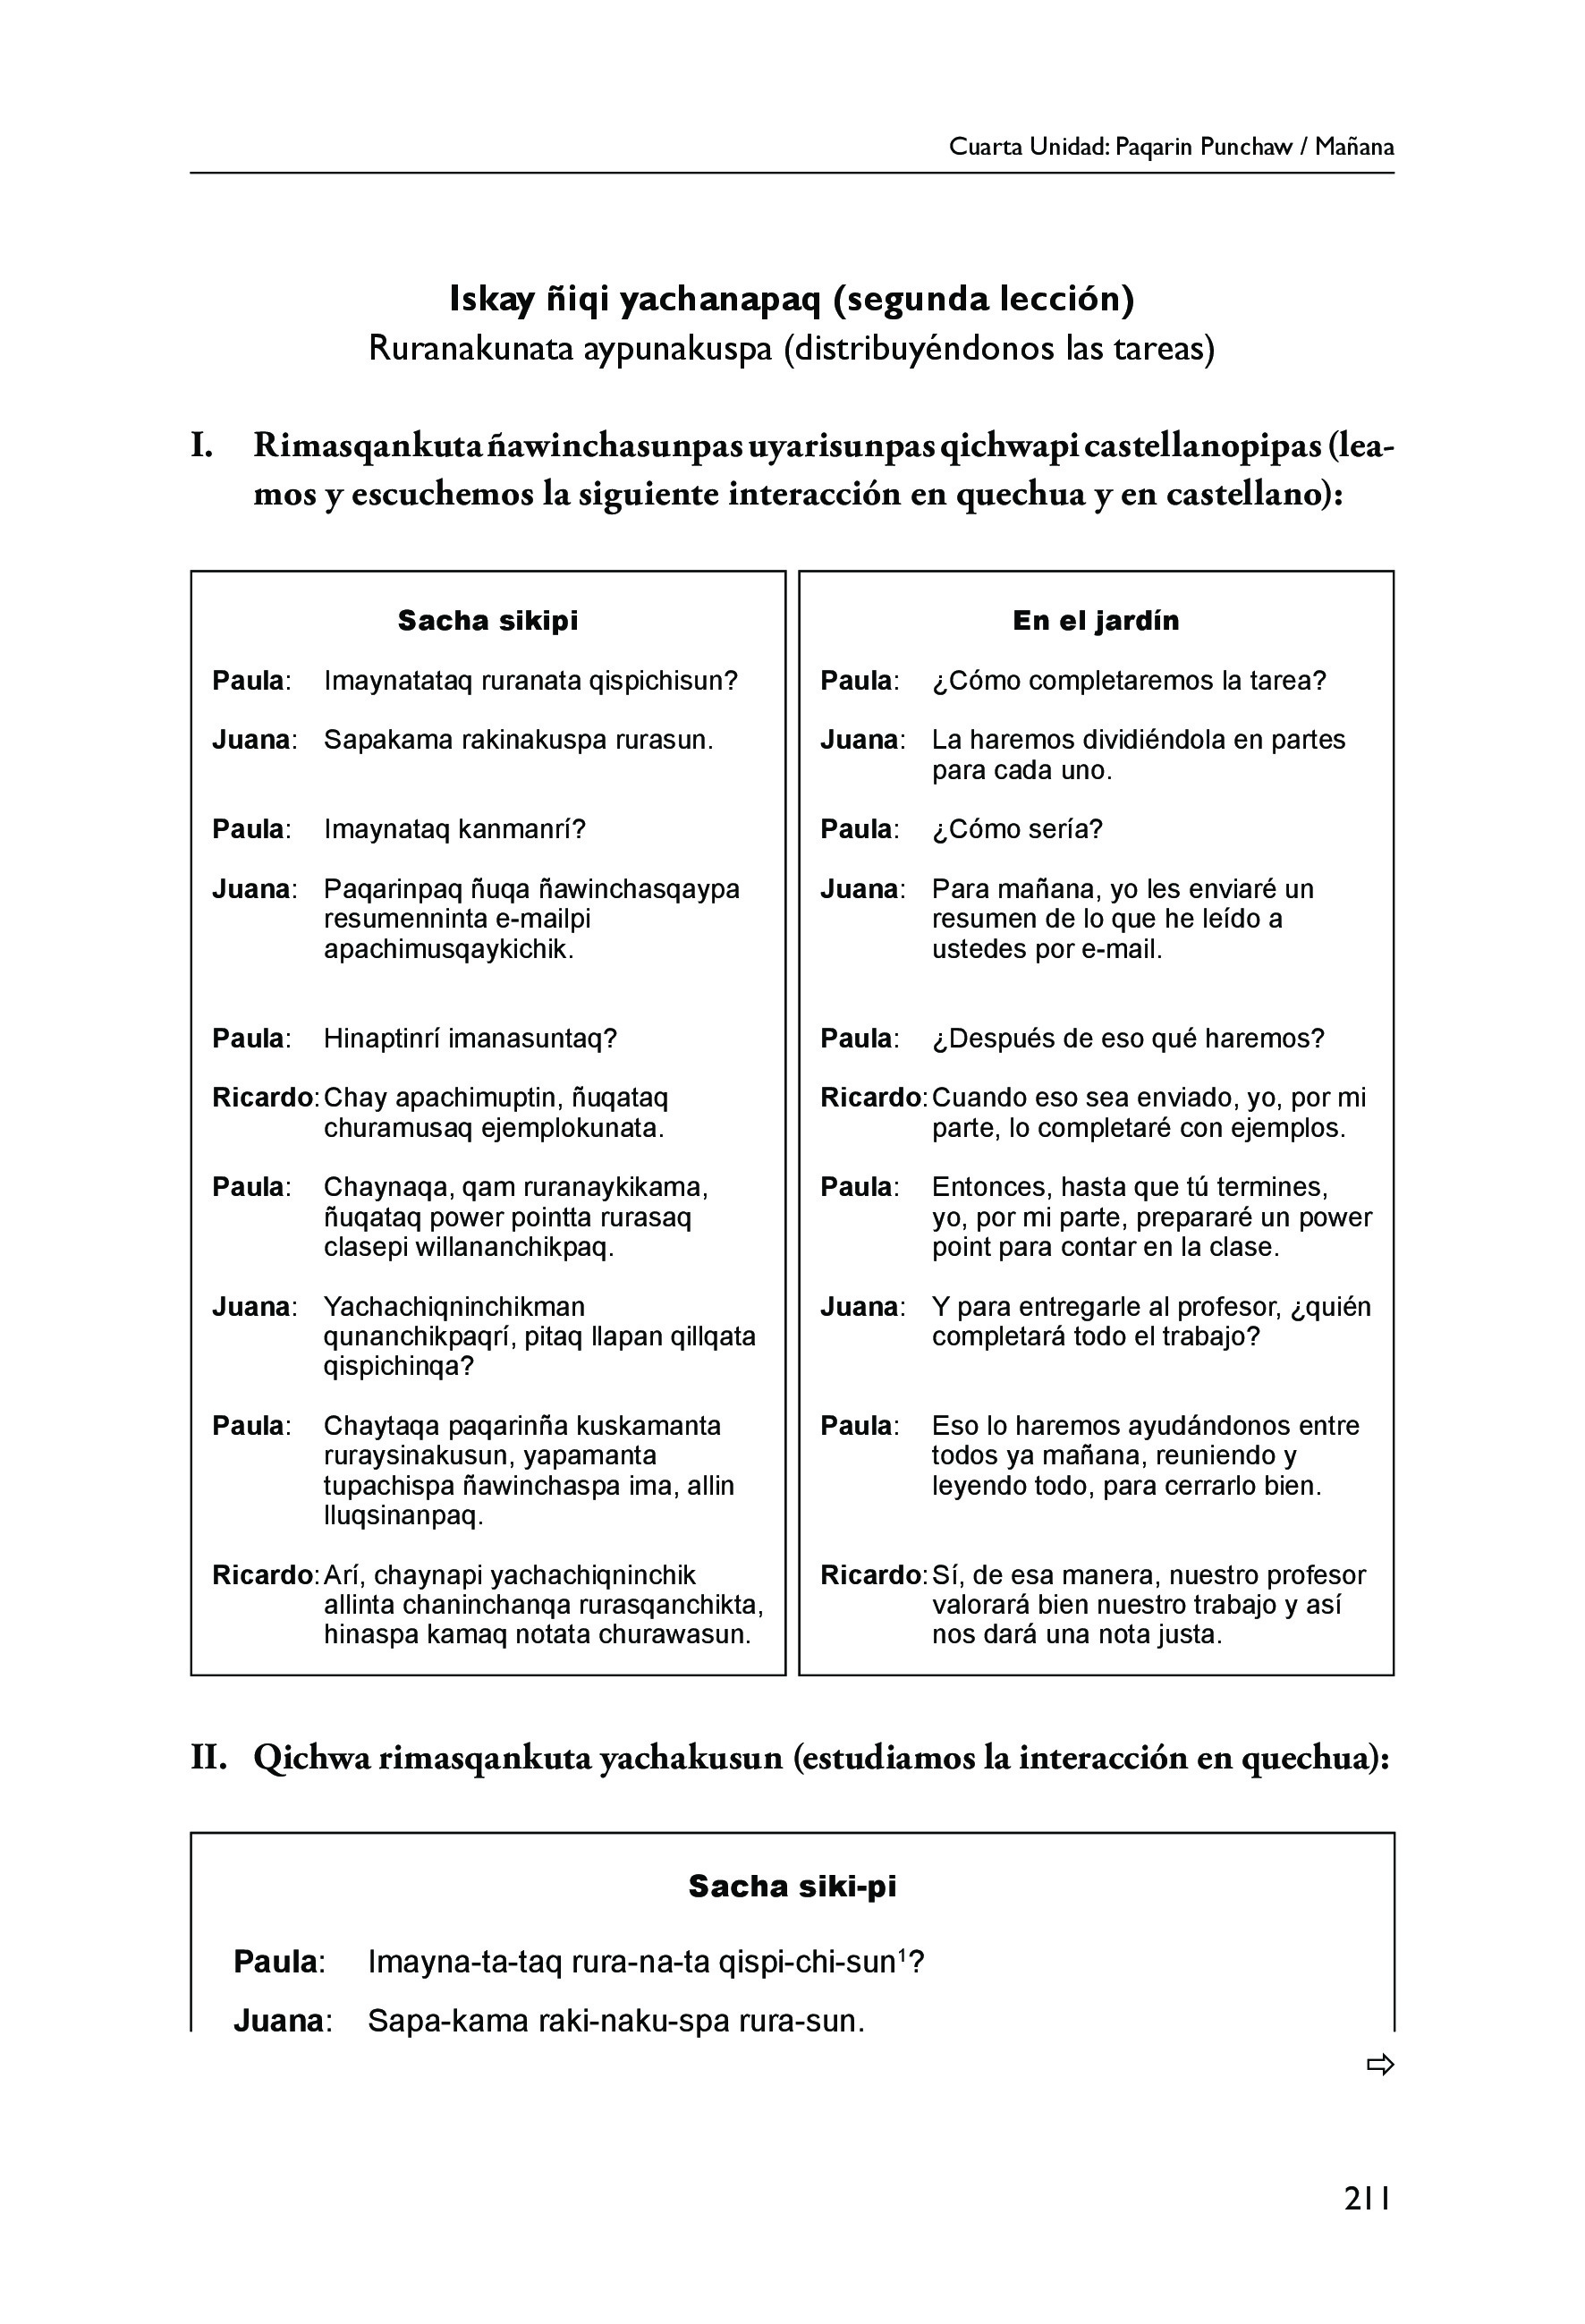 Cuarta Unidad: Paqarin Punchaw / Mañana
Iskay ñiqi yachanapaq (segunda lección)
Ruranakunata aypunakuspa (distribuyéndonos las tareas)
I. Rimasqankuta ñawinchasunpas uyarisunpas qichwapi castellanopipas (lea-
mos y escuchemos la siguiente interacción en quechua y en castellano):
Sacha sikipi
Paula: Imaynatataq ruranata qispichisun?
Juana: Sapakama rakinakuspa rurasun.
Paula: Imaynataq kanmanrí?
Juana: Paqarinpaq ñuqa ñawinchasqaypa
resumenninta e-mailpi
apachimusqaykichik.
Paula: Hinaptinrí imanasuntaq?
Ricardo: Chay apachimuptin, ñuqataq
churamusaq ejemplokunata.
Paula: Chaynaqa, qam ruranaykikama,
ñuqataq power pointta rurasaq
clasepi willananchikpaq.
Juana: Yachachiqninchikman
qunanchikpaqrí, pitaq llapan qillqata
qispichinqa?
Paula: Chaytaqa paqarinña kuskamanta
ruraysinakusun, yapamanta
tupachispa ñawinchaspa ima, allin
lluqsinanpaq.
Ricardo: Arí, chaynapi yachachiqninchik
allinta chaninchanqa rurasqanchikta,
hinaspa kamaq notata churawasun.
En el jardín
Paula: ¿Cómo completaremos la tarea?
Juana: La haremos dividiéndola en partes
para cada uno.
Paula: ¿Cómo sería?
Juana: Para mañana, yo les enviaré un
resumen de lo que he leído a
ustedes por e-mail.
Paula: ¿Después de eso qué haremos?
Ricardo: Cuando eso sea enviado, yo, por mi
parte, lo completaré con ejemplos.
Paula: Entonces, hasta que tú termines,
yo, por mi parte, prepararé un power
point para contar en la clase.
Juana: Y para entregarle al profesor, ¿quién
completará todo el trabajo?
Paula: Eso lo haremos ayudándonos entre
todos ya mañana, reuniendo y
leyendo todo, para cerrarlo bien.
Ricardo: Sí, de esa manera, nuestro profesor
valorará bien nuestro trabajo y así
nos dará una nota justa.
II. Qichwa rimasqankuta yachakusun (estudiamos la interacción en quechua):
Sacha siki-pi
Paula: Imayna-ta-taq rura-na-ta qispi-chi-sun¹?
Juana: Sapa-kama raki-naku-spa rura-sun.
⇨
211